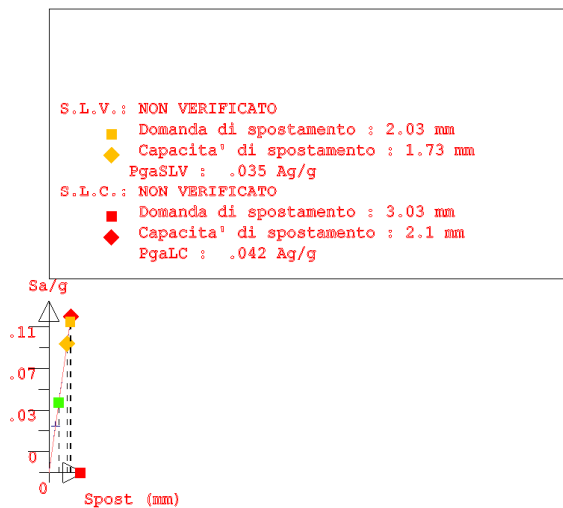 S.L.V.: NON VERIFICATO
Domanda di spostamento : 2.03 mm
Capacita' di spostamento : 1.73 mm
PgaSLV :  .035 Ag/g
S.L.C.: NON VERIFICATO
Domanda di spostamento : 3.03 mm
Capacita' di spostamento : 2.1 mm
PgaLC :  .042 Ag/g
Sa/g
.11
.07
.03
0
0
Spost (mm)